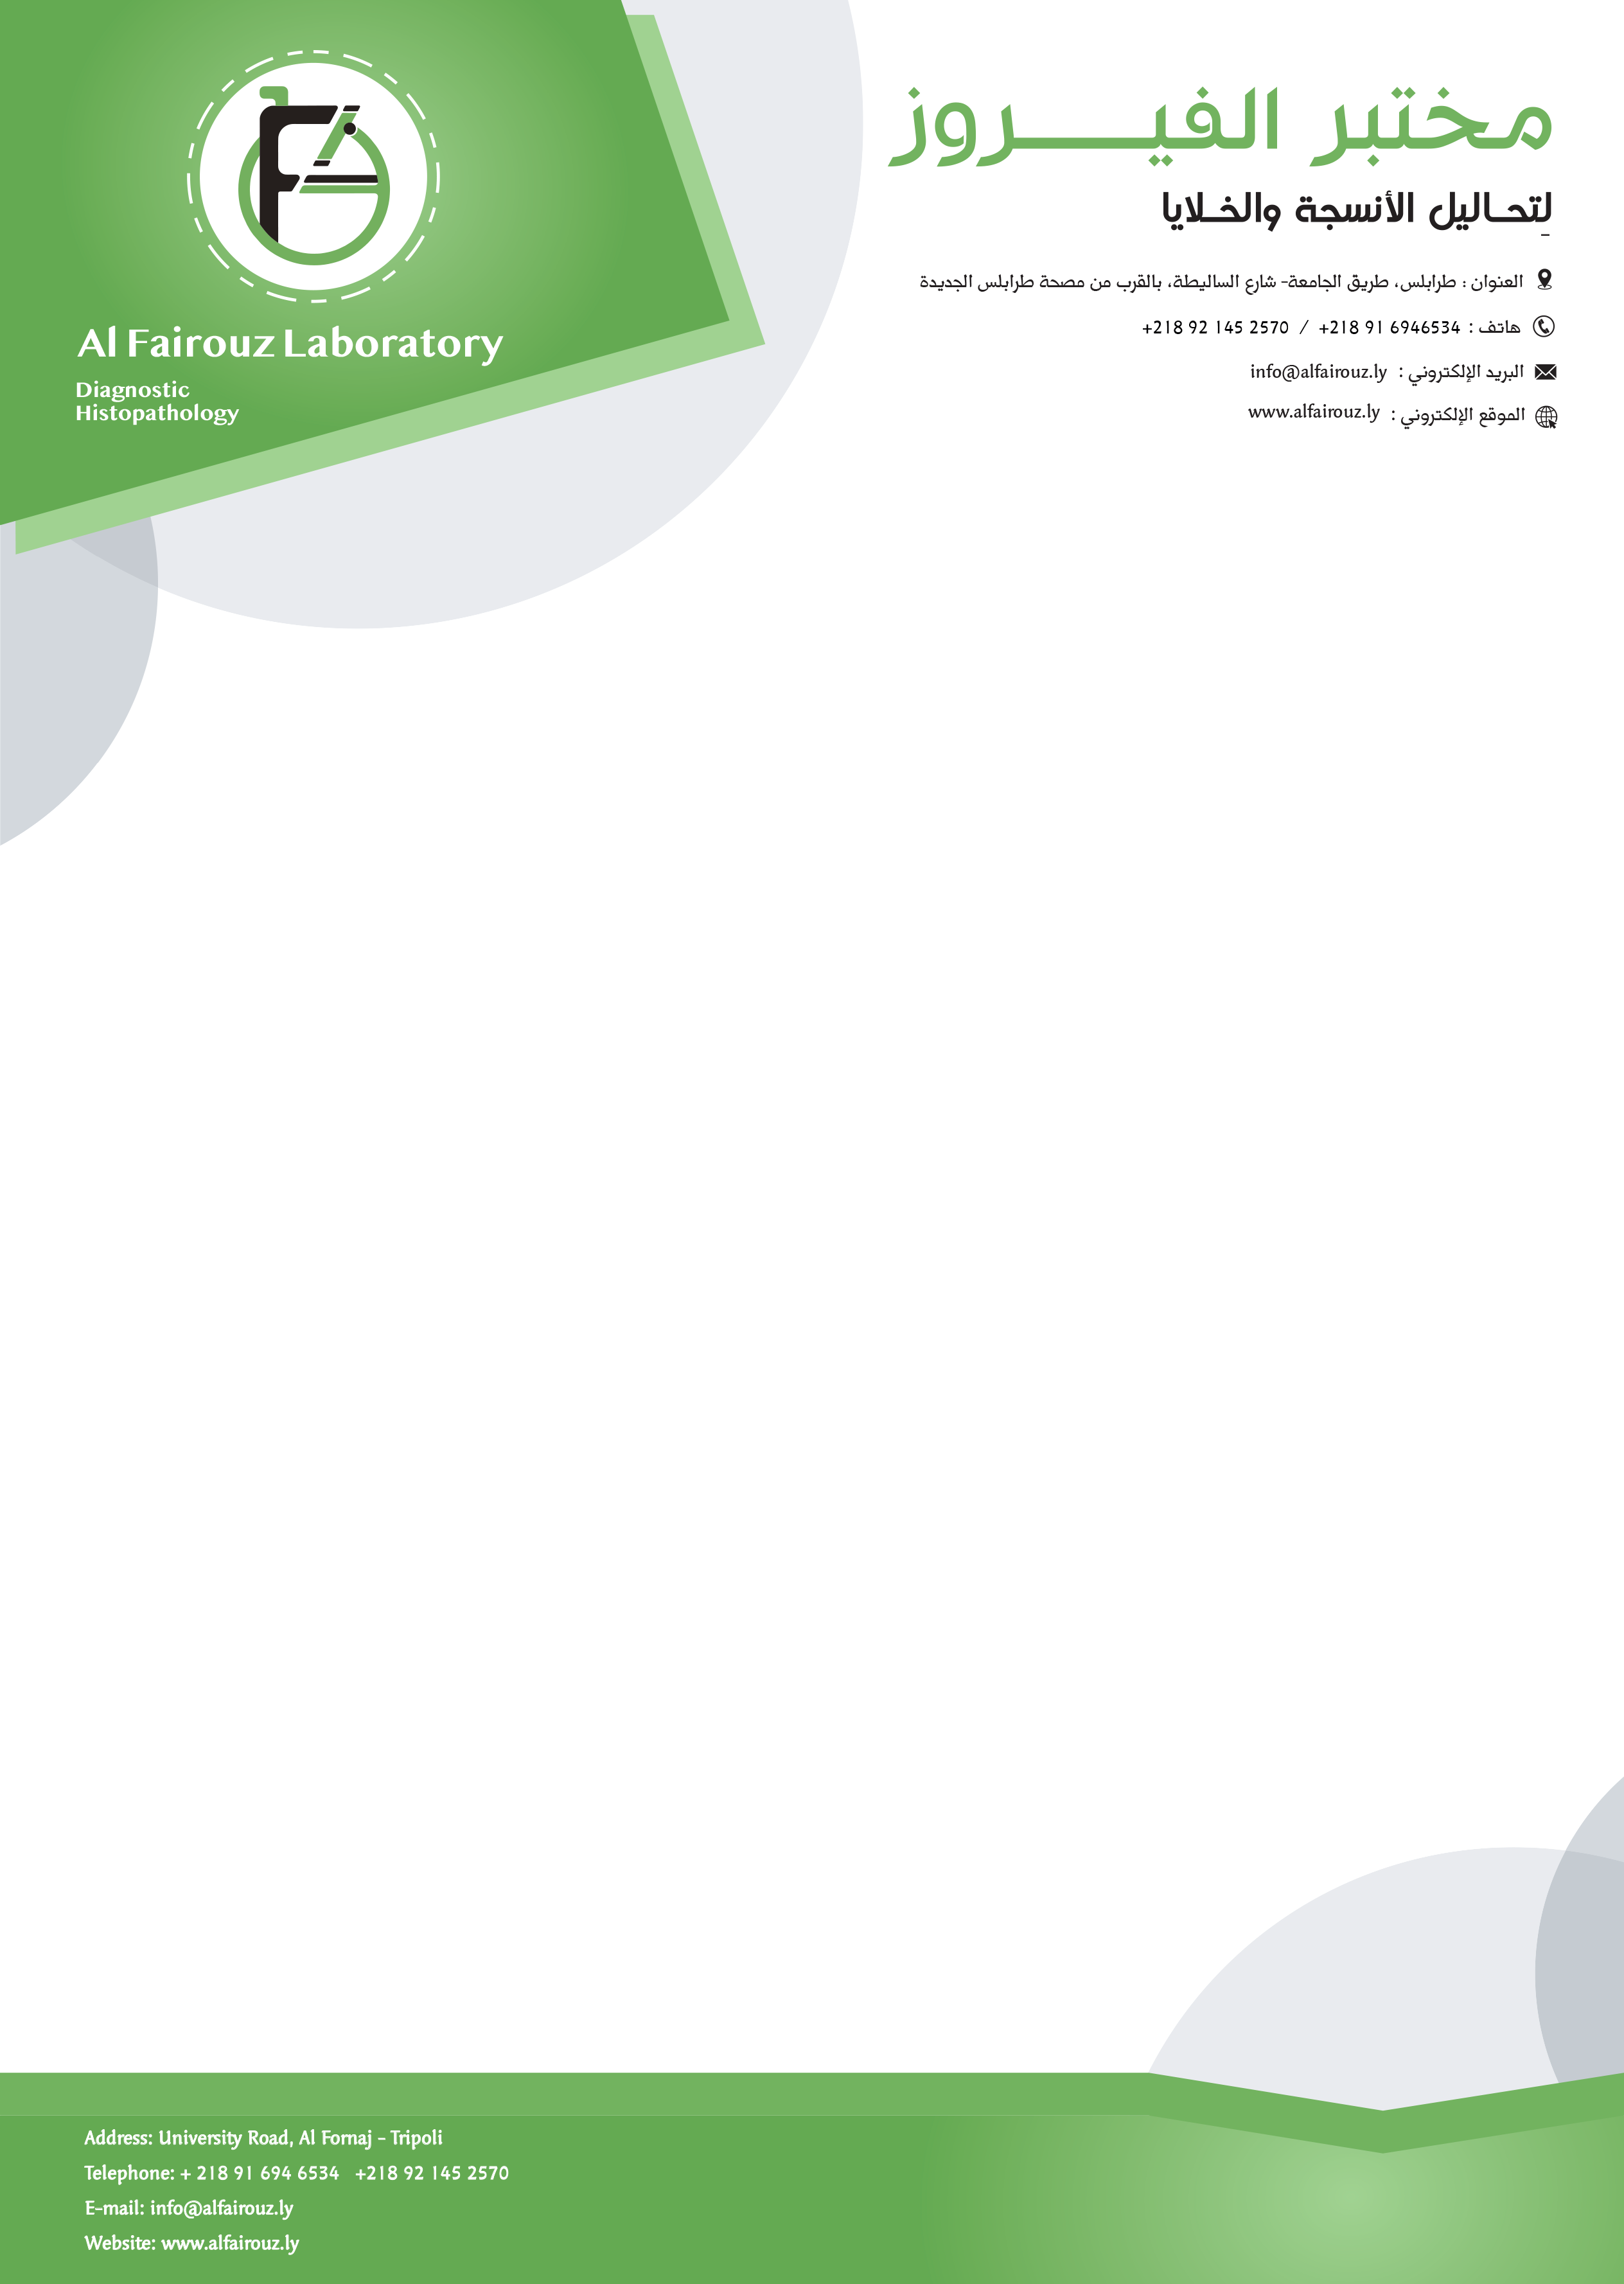 مختبر الفيـــــروز
لتحــاليل الأنسجة والخــلايا
العنوان : طرابلس، طريق الجامعة- شارع الساليطة، بالقرب من مصحة طرابلس الجديدة
هاتف : 6946534 91 218+ / 2570 145 92 218+
البريد الإلكتروني : info@alfairouz.ly
الموقع الإلكتروني : www.alfairouz.ly
Al Fairouz Laboratory
Diagnostic
Histopathology
Address: University Road, Al Fornaj - Tripoli
Telephone: + 218 91 694 6534 +218 92 145 2570
E-mail: info@alfairouz.ly
Website: www.alfairouz.ly